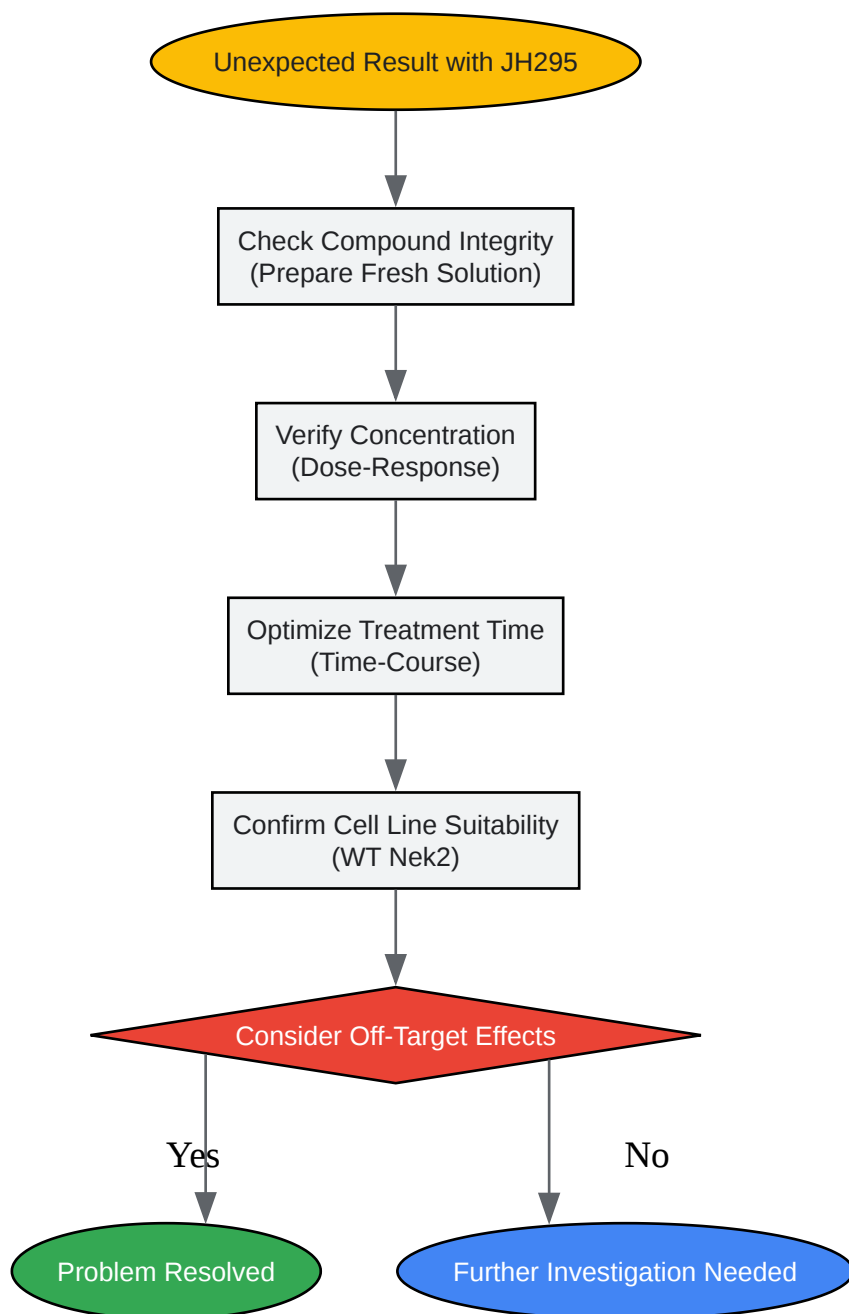 Unexpected Result with JH295
Check Compound Integrity
(Prepare Fresh Solution)
Verify Concentration
(Dose-Response)
Optimize Treatment Time
(Time-Course)
Confirm Cell Line Suitability
(WT Nek2)
Consider Off-Target Effects
Yes
No
Problem Resolved
Further Investigation Needed